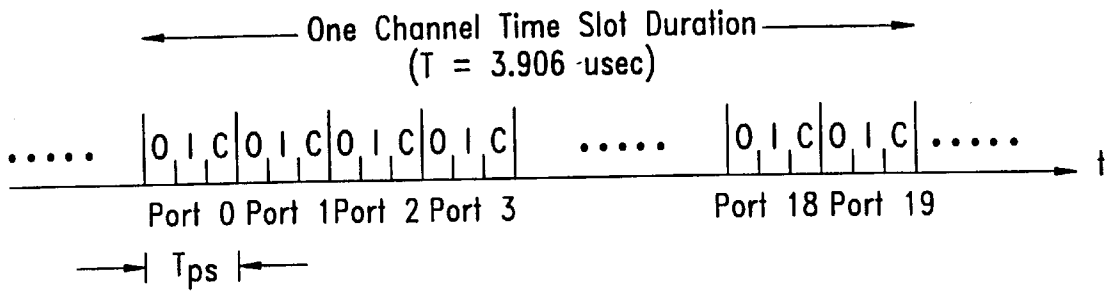 One Channel Time Slot Duration
(T = 3.906 usec)
..... O I C O I C O I C O I C ..... O I C O I C .....
t
Port 0 Port 1 Port 2 Port 3 Port 18 Port 19
Tps